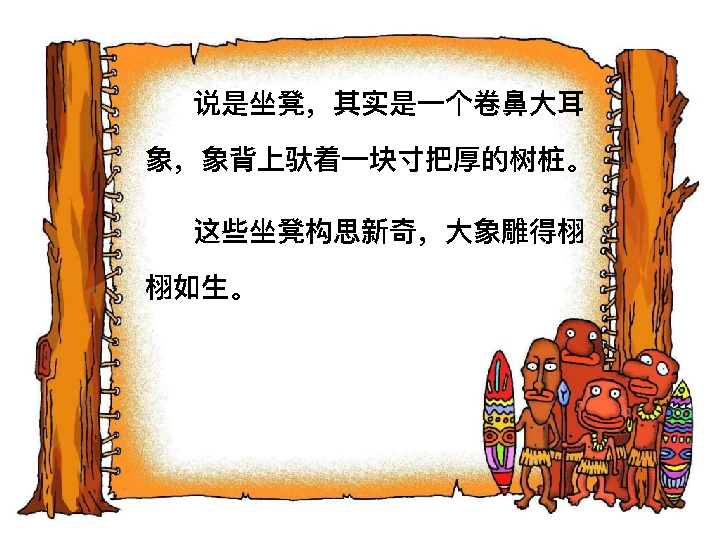 说是坐凳，其实是一个卷鼻大耳
象，象背上驮着一块寸把厚的树桩。
这些坐凳构思新奇，大象雕得栩
栩如生。